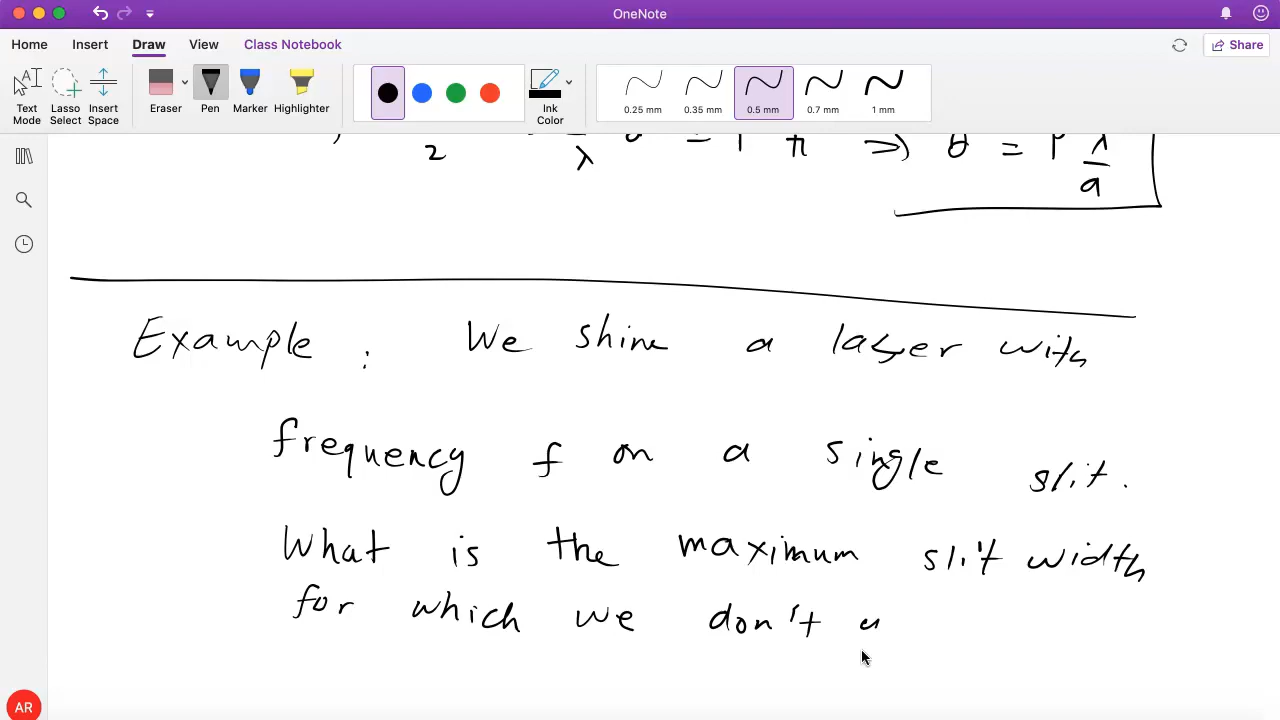 OneNote
Home Insert Draw View Class Notebook
Share
Text Mode
Lasso Select
Insert Space
Eraser
Pen
Marker
Highlighter
Ink Color
0.25 mm 0.35 mm 0.5 mm 0.7 mm 1 mm
2 λ = π ⇒ θ = p λ/a
Example : We shine a laser with
frequency f on a single slit.
What is the maximum slit width
for which we don't
AR